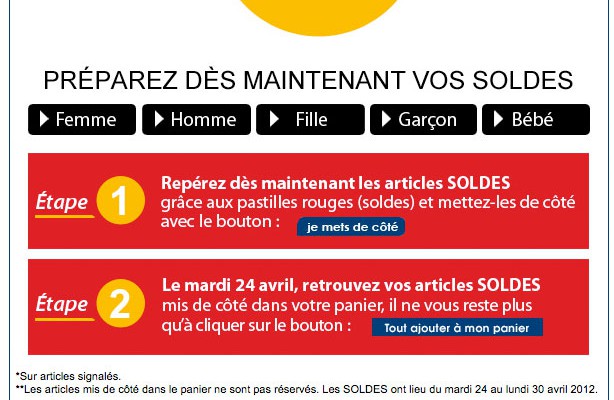 PRÉPAREZ DÈS MAINTENANT VOS SOLDES
Femme
Homme
Fille
Garçon
Bébé
Étape 1
Repérez dès maintenant les articles SOLDES
grâce aux pastilles rouges (soldes) et mettez-les de côté
avec le bouton : je mets de côté
Étape 2
Le mardi 24 avril, retrouvez vos articles SOLDES
mis de côté dans votre panier, il ne vous reste plus
qu'à cliquer sur le bouton : Tout ajouter à mon panier
*Sur articles signalés.
**Les articles mis de côté dans le panier ne sont pas réservés. Les SOLDES ont lieu du mardi 24 au lundi 30 avril 2012.